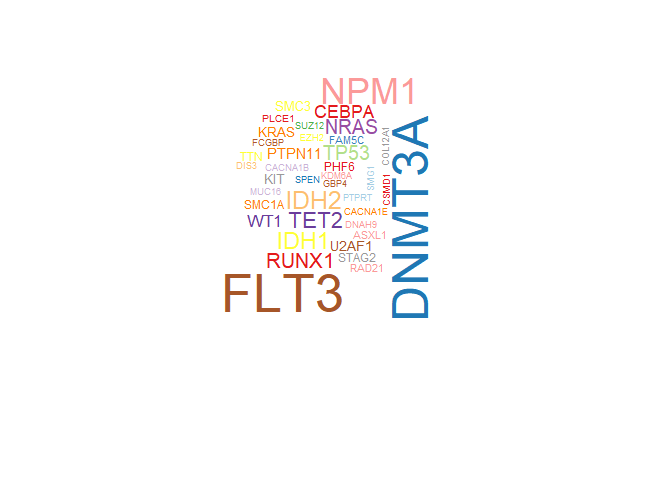 NPM1
SMC3
CEBPA
PLCE1
SUZ12
NRAS
KRAS
EZH2
FAM5C
FCGBP
TTN
PTPN11
TP53
COL12A1
DIS3
CACNA1B
PHF6
KDM6A
SMG1
KIT
SPEN
GBP4
CSMD1
MUC16
IDH2
PTPRT
DNMT3A
SMC1A
CACNA1E
WT1
TET2
DNAH9
IDH1
ASXL1
U2AF1
RUNX1
STAG2
RAD21
FLT3